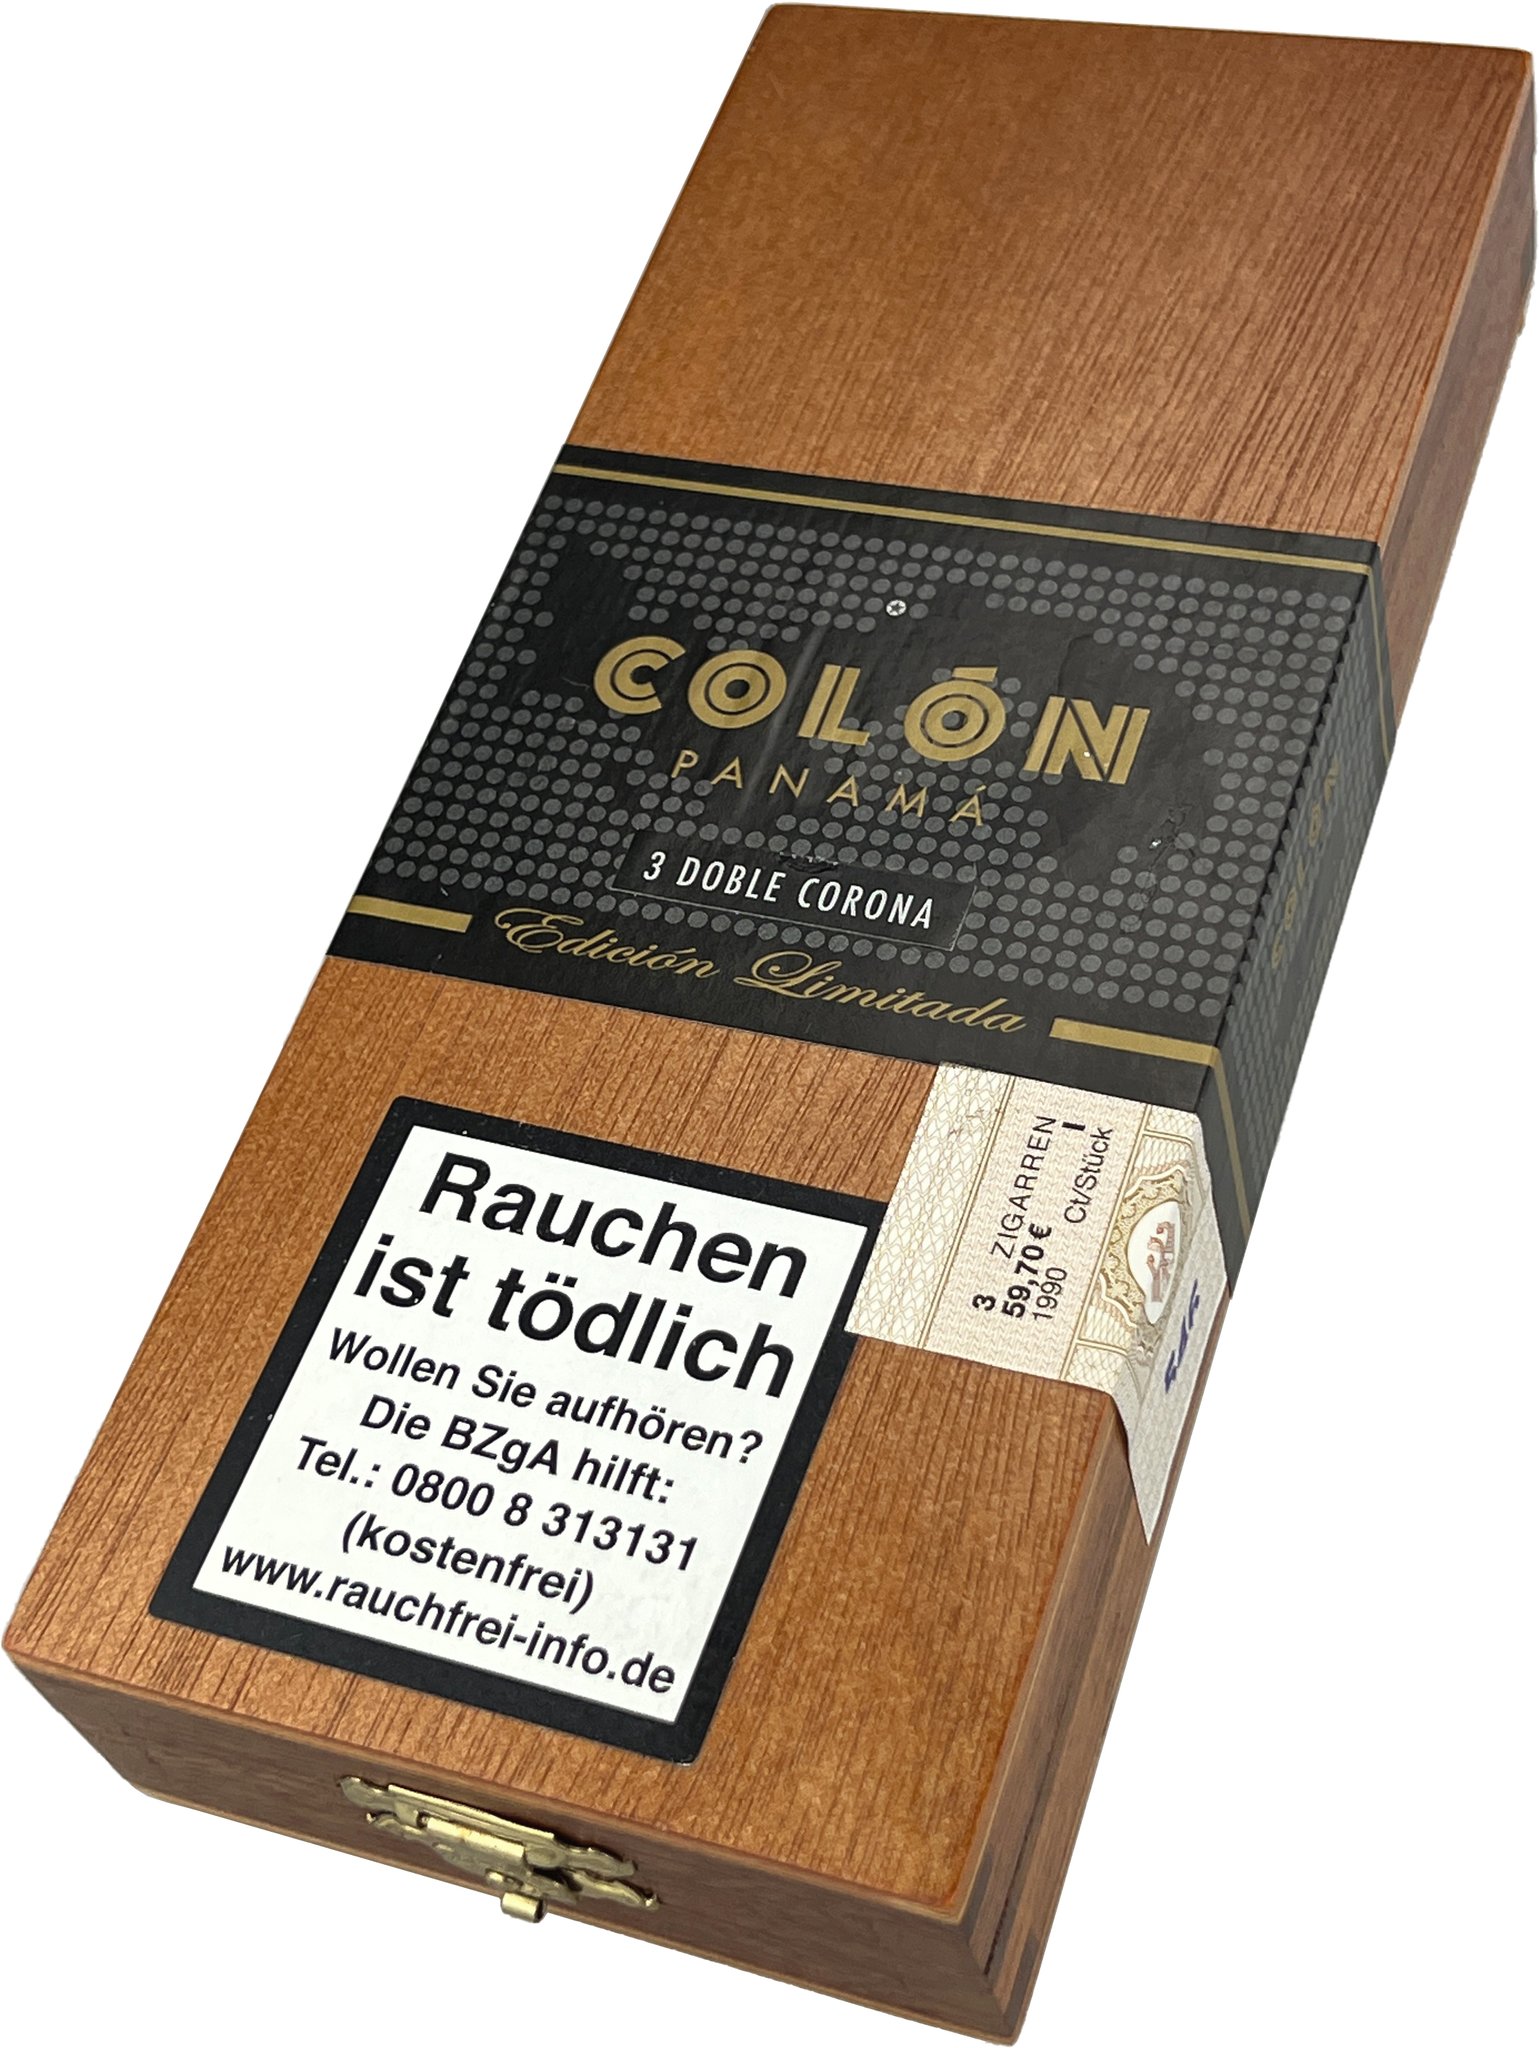 COLÓN
PANAMÁ
3 DOBLE CORONA
Edición Limitada
COLÓN
3 ZIGARREN I
59,70 €
1990 Ct/Stück
Rauchen
ist tödlich
Wollen Sie aufhören?
Die BZgA hilft:
Tel.: 0800 8 313131
(kostenfrei)
www.rauchfrei-info.de